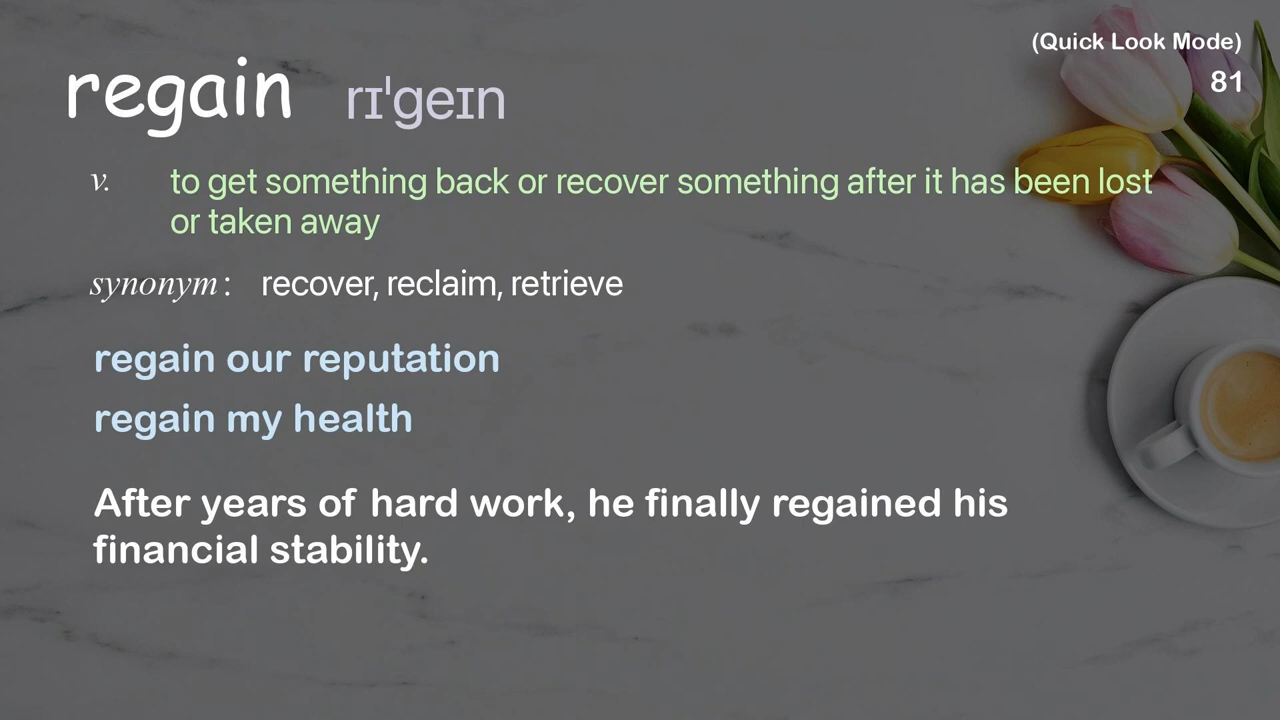 (Quick Look Mode)
81
regain rɪˈgeɪn
v. to get something back or recover something after it has been lost
or taken away
synonym: recover, reclaim, retrieve
regain our reputation
regain my health
After years of hard work, he finally regained his
financial stability.